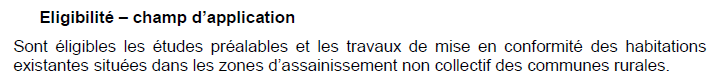 Eligibilité – champ d'application
Sont éligibles les études préalables et les travaux de mise en conformité des habitations
existantes situées dans les zones d'assainissement non collectif des communes rurales.